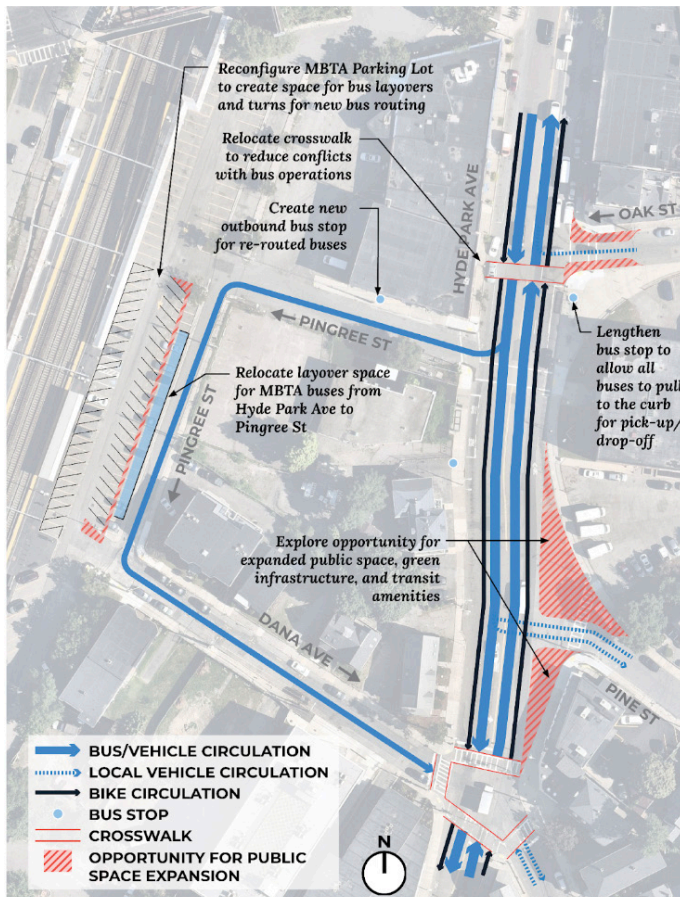 Reconfigure MBTA Parking Lot
to create space for bus layovers
and turns for new bus routing
Relocate crosswalk
to reduce conflicts
with bus operations
Create new
outbound bus stop
for re-routed buses
HYDE PARK AVE
OAK ST
PINGREE ST
Lengthen
bus stop to
allow all
buses to pull
to the curb
for pick-up/
drop-off
Relocate layover space
for MBTA buses from
Hyde Park Ave to
Pingree St
PINGREE ST
Explore opportunity for
expanded public space, green
infrastructure, and transit
amenities
DANA AVE
PINE ST
BUS/VEHICLE CIRCULATION
LOCAL VEHICLE CIRCULATION
BIKE CIRCULATION
BUS STOP
CROSSWALK
OPPORTUNITY FOR PUBLIC
SPACE EXPANSION
N